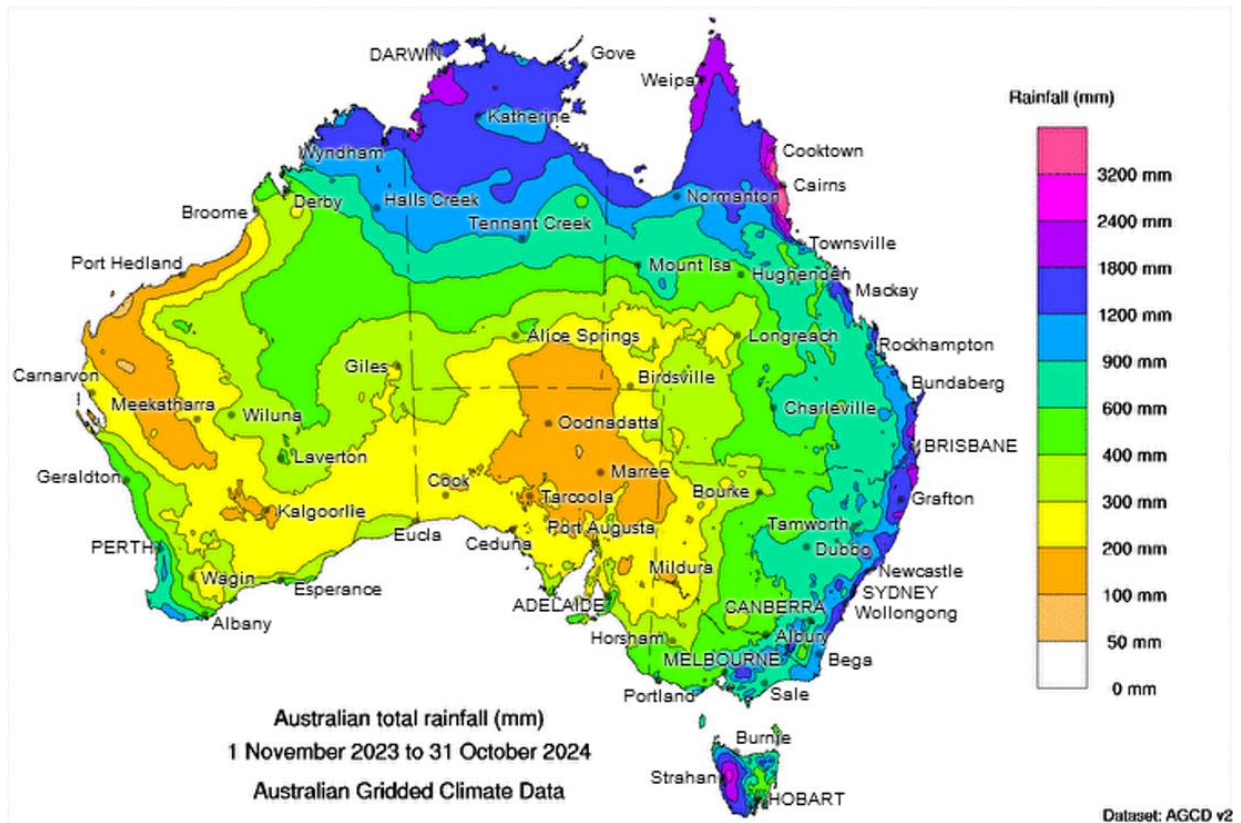 DARWIN
Gove
Weipa
Katherine
Rainfall (mm)
Wyndham
Cooktown
3200 mm
Cairns
Derby
Halls Creek
Normanton
Broome
2400 mm
Tennant Creek
Townsville
1800 mm
Port Hedland
Mount Isa
Hughenden
Mackay
1200 mm
Alice Springs
Longreach
Rockhampton
900 mm
Giles
Carnarvon
Birdsville
Bundaberg
Meekatharra
Wiluna
Charleville
600 mm
Oodnadatta
BRISBANE
Laverton
400 mm
Geraldton
Cook
Marree
Bourke
Tarcoola
Grafton
300 mm
Kalgoorlie
Port Augusta
Tamworth
Eucla
Ceduna
PERTH
Dubbo
200 mm
Wagin
Mildura
Newcastle
Esperance
SYDNEY
100 mm
ADELAIDE
CANBERRA
Wollongong
Albany
Horsham
Albury
50 mm
MELBOURNE
Bega
Portland
Sale
0 mm
Australian total rainfall (mm)
Burnie
1 November 2023 to 31 October 2024
Strahan
Australian Gridded Climate Data
HOBART
Dataset: AGCD v2